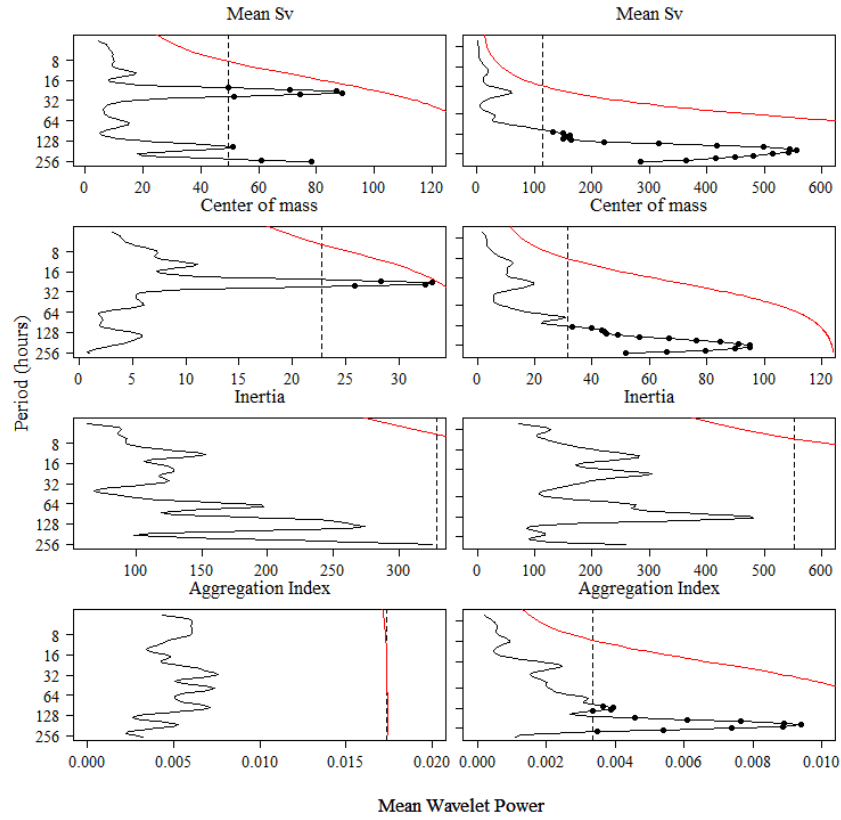 Mean Sv
Mean Sv
8
16
32
64
128
256
0 20 40 60 80 100 120
0 100 200 300 400 500 600
Center of mass
Center of mass
8
16
32
64
128
256
0 5 10 15 20 25 30
0 20 40 60 80 100 120
Inertia
Inertia
8
16
32
64
128
256
100 150 200 250 300
0 100 200 300 400 500 600
Aggregation Index
Aggregation Index
8
16
32
64
128
256
0.000 0.005 0.010 0.015 0.020
0.000 0.002 0.004 0.006 0.008 0.010
Period (hours)
Mean Wavelet Power